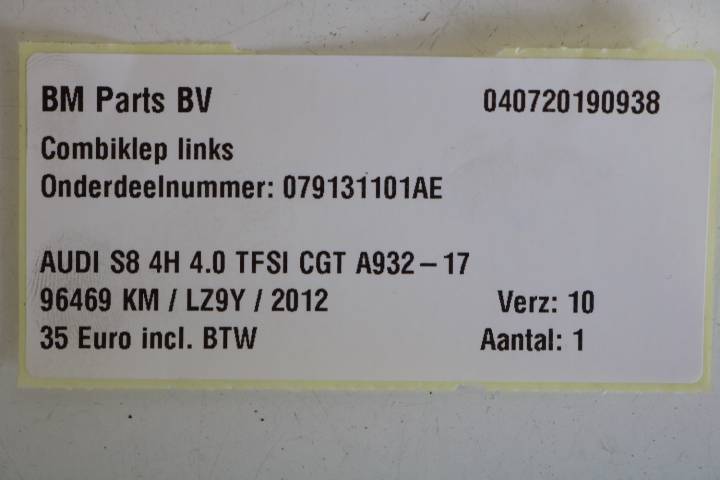 BM Parts BV 040720190938
Combiklep links
Onderdeelnummer: 079131101AE
AUDI S8 4H 4.0 TFSI CGT A932-17
96469 KM / LZ9Y / 2012 Verz: 10
35 Euro incl. BTW Aantal: 1